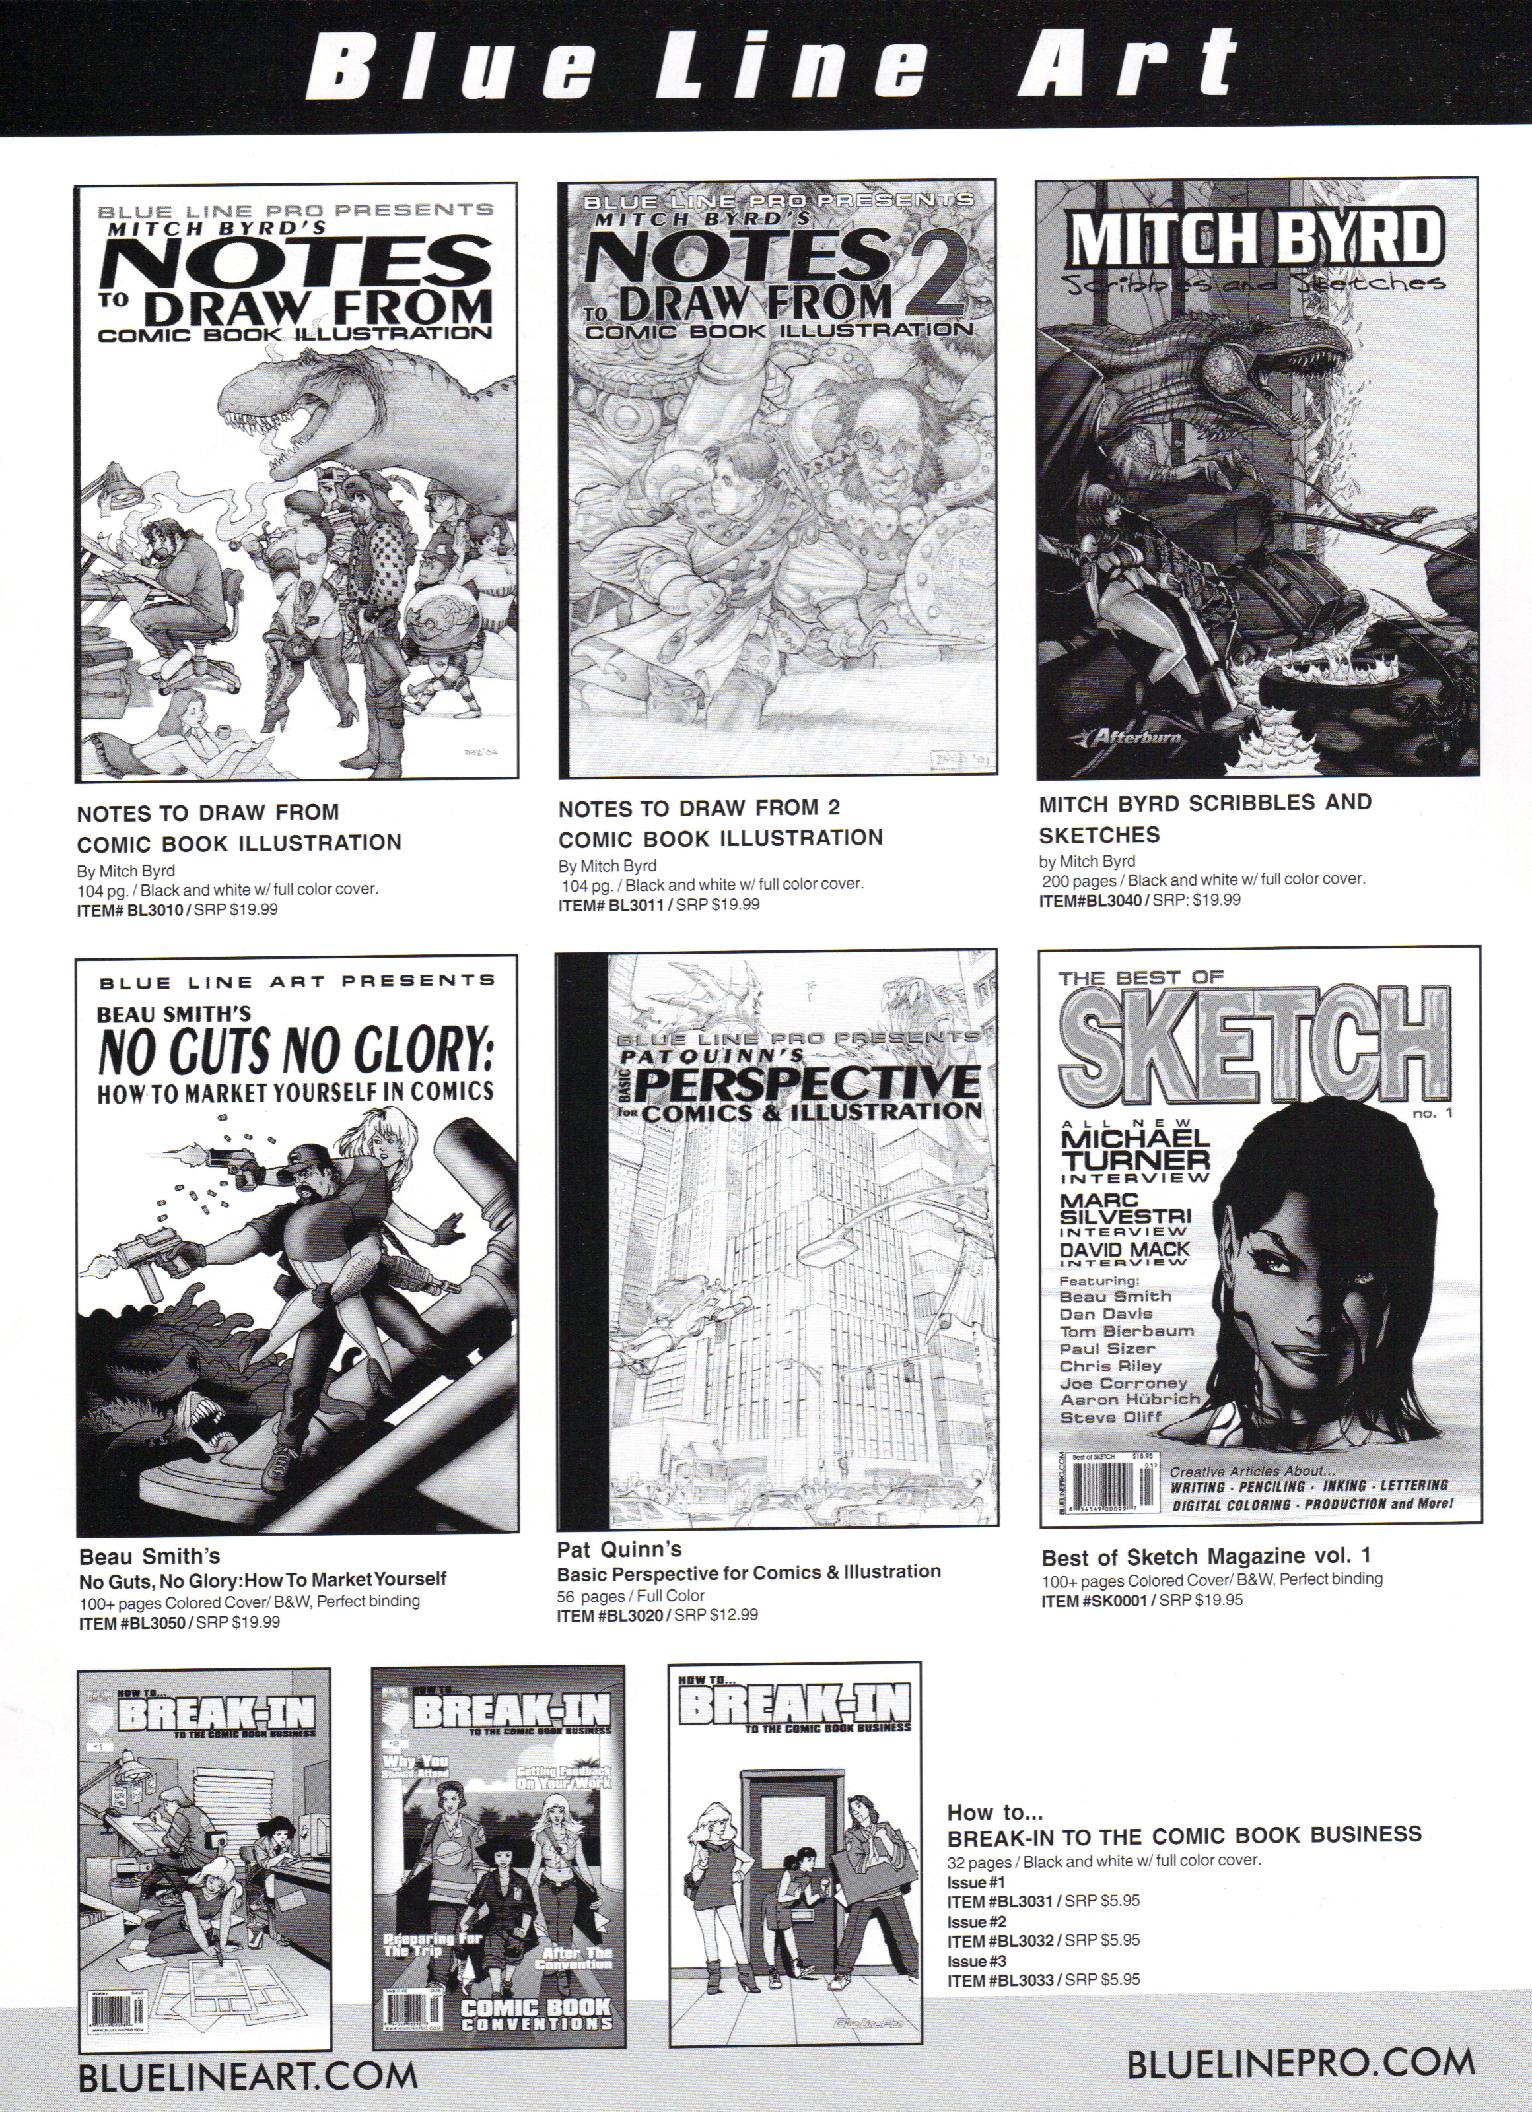 Blue Line Art
BLUE LINE PRO PRESENTS
MITCH BYRD'S
NOTES
TO DRAW FROM
COMIC BOOK ILLUSTRATION
BLUE LINE PRO PRESENTS
MITCH BYRD'S
NOTES 2
TO DRAW FROM
COMIC BOOK ILLUSTRATION
MITCH BYRD
Scribbles and Sketches
Afterburn
NOTES TO DRAW FROM
COMIC BOOK ILLUSTRATION
By Mitch Byrd
104 pg. / Black and white w/ full color cover.
ITEM# BL3010 / SRP $19.99
NOTES TO DRAW FROM 2
COMIC BOOK ILLUSTRATION
By Mitch Byrd
104 pg. / Black and white w/ full color cover.
ITEM# BL3011 / SRP $19.99
MITCH BYRD SCRIBBLES AND
SKETCHES
by Mitch Byrd
200 pages / Black and white w/ full color cover.
ITEM#BL3040 / SRP: $19.99
BLUE LINE ART PRESENTS
BEAU SMITH'S
NO GUTS NO GLORY:
HOW TO MARKET YOURSELF IN COMICS
BLUE LINE PRO PRESENTS
PAT QUINN'S
BASIC PERSPECTIVE
for COMICS & ILLUSTRATION
THE BEST OF
SKETCH
no. 1
ALL NEW
MICHAEL
TURNER
INTERVIEW
MARC
SILVESTRI
INTERVIEW
DAVID MACK
INTERVIEW
Featuring:
Beau Smith
Dan Davis
Tom Bierbaum
Paul Sizer
Chris Riley
Joe Corroney
Aaron Hübrich
Steve Oliff
Best of SKETCH $19.95
BLUELINEPRO.COM
Creative Articles About...
WRITING - PENCILING - INKING - LETTERING
DIGITAL COLORING - PRODUCTION and More!
Beau Smith's
No Guts, No Glory: How To Market Yourself
100+ pages Colored Cover/ B&W, Perfect binding
ITEM #BL3050 / SRP $19.99
Pat Quinn's
Basic Perspective for Comics & Illustration
56 pages / Full Color
ITEM #BL3020 / SRP $12.99
Best of Sketch Magazine vol. 1
100+ pages Colored Cover/ B&W, Perfect binding
ITEM #SK0001 / SRP $19.95
HOW TO...
BREAK-IN
TO THE COMIC BOOK BUSINESS
#1
HOW TO...
BREAK-IN
TO THE COMIC BOOK BUSINESS
#2
Why You
Should Attend
Getting Feedback
On Your Work
Preparing For
The Trip
After The
Convention
COMIC BOOK
CONVENTIONS
HOW TO...
BREAK-IN
TO THE COMIC BOOK BUSINESS
How to...
BREAK-IN TO THE COMIC BOOK BUSINESS
32 pages / Black and white w/ full color cover.
Issue #1
ITEM #BL3031 / SRP $5.95
Issue #2
ITEM #BL3032 / SRP $5.95
Issue #3
ITEM #BL3033 / SRP $5.95
BLUELINEART.COM
BLUELINEPRO.COM